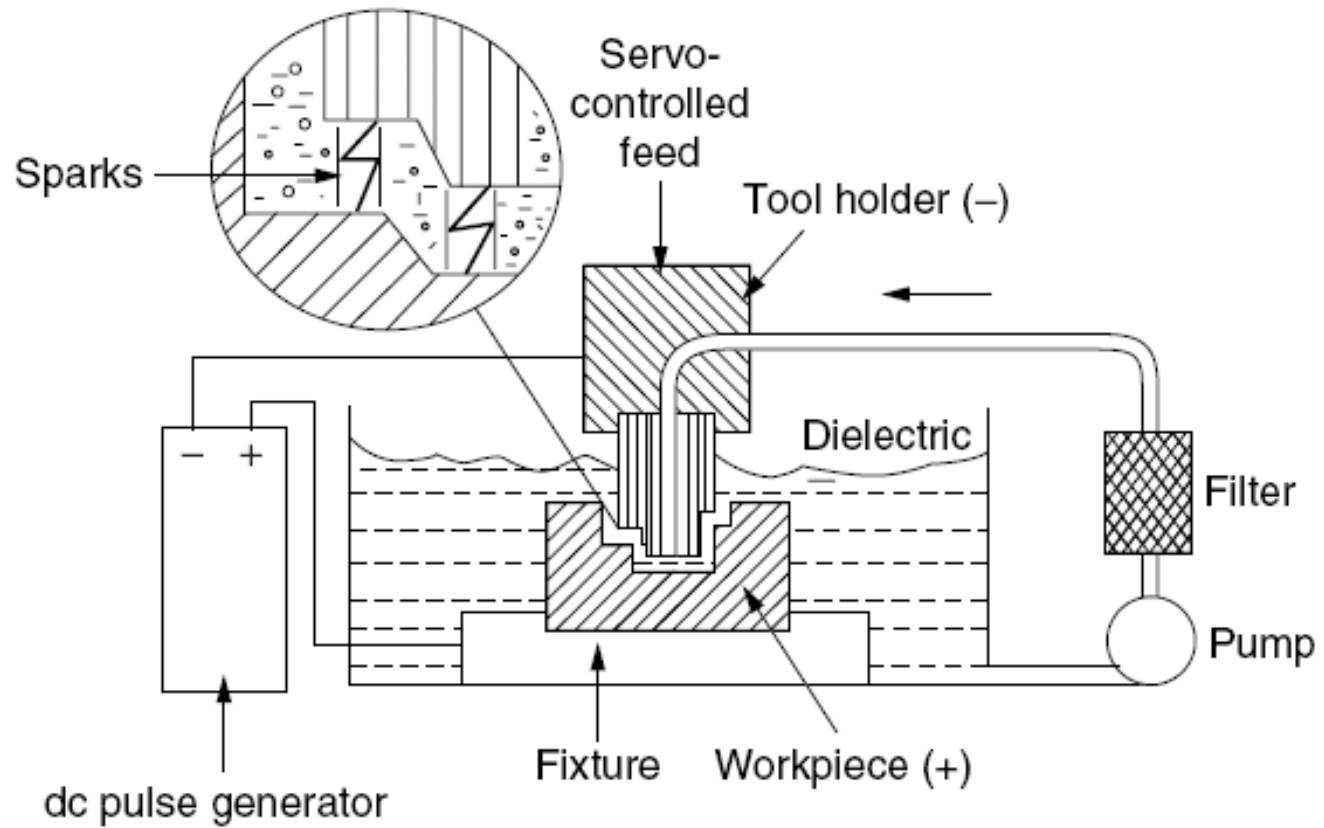 Servo-
controlled
feed
Sparks
Tool holder (–)
Dielectric
– +
Filter
Pump
Fixture
Workpiece (+)
dc pulse generator